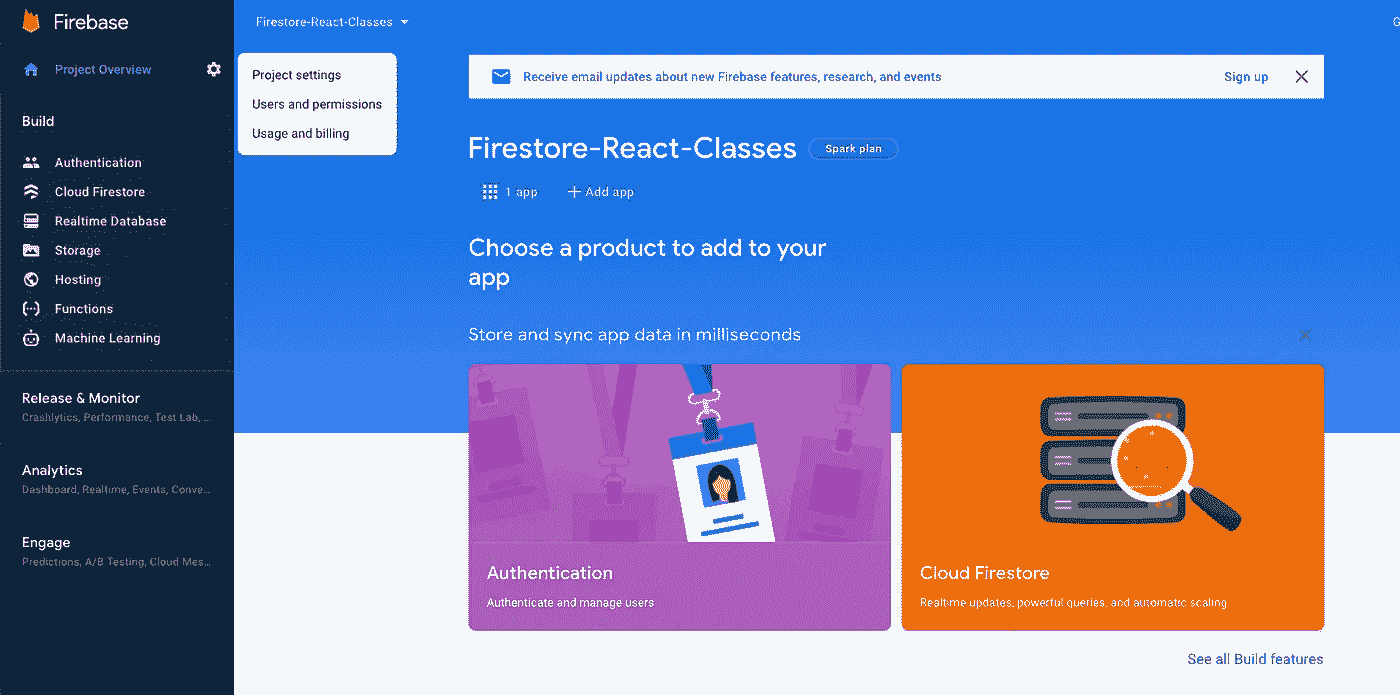 Firebase
Project Overview
Build
Authentication
Cloud Firestore
Realtime Database
Storage
Hosting
Functions
Machine Learning
Release & Monitor
Crashlytics, Performance, Test Lab, ...
Analytics
Dashboard, Realtime, Events, Conve...
Engage
Predictions, A/B Testing, Cloud Mes...
Firestore-React-Classes
G
Project settings
Users and permissions
Usage and billing
Receive email updates about new Firebase features, research, and events
Sign up
Firestore-React-Classes
Spark plan
1 app
Add app
Choose a product to add to your
app
Store and sync app data in milliseconds
Authentication
Authenticate and manage users
Cloud Firestore
Realtime updates, powerful queries, and automatic scaling
See all Build features